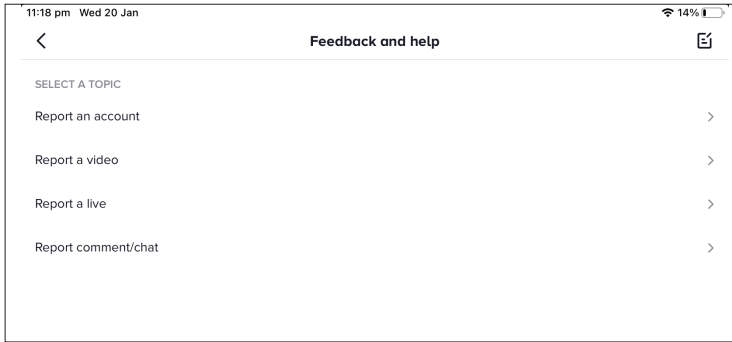 11:18 pm Wed 20 Jan 14%
Feedback and help
SELECT A TOPIC
Report an account
Report a video
Report a live
Report comment/chat